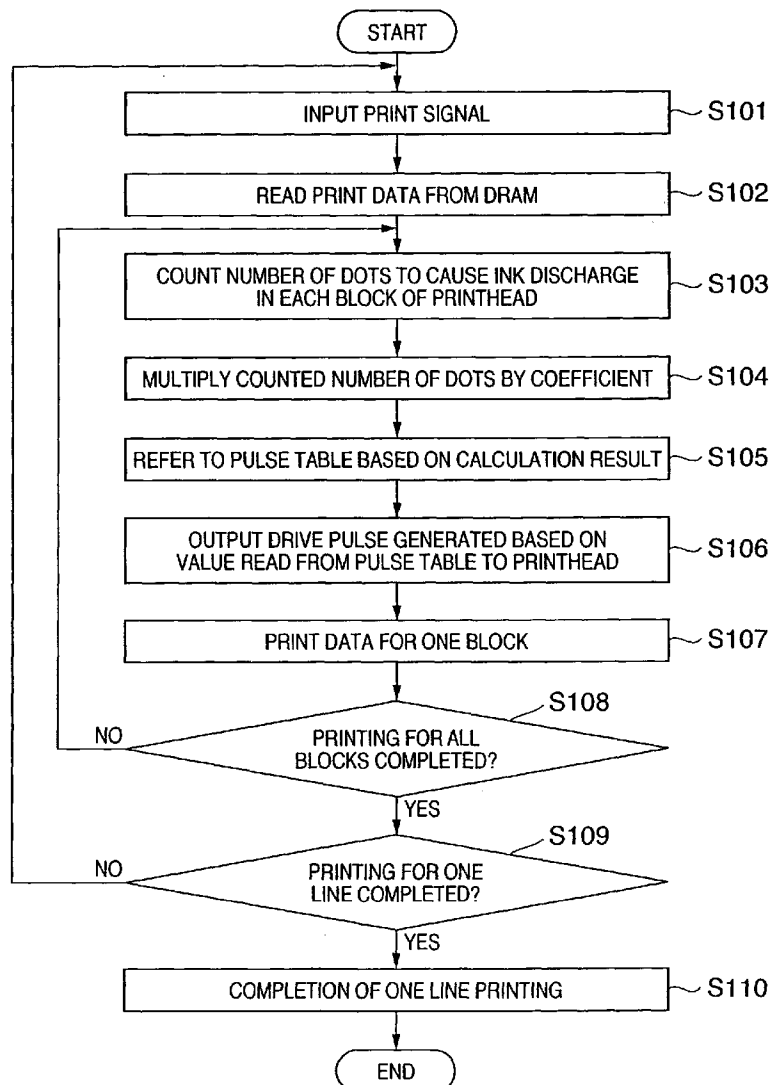 START
INPUT PRINT SIGNAL
S101
READ PRINT DATA FROM DRAM
S102
COUNT NUMBER OF DOTS TO CAUSE INK DISCHARGE
IN EACH BLOCK OF PRINTHEAD
S103
MULTIPLY COUNTED NUMBER OF DOTS BY COEFFICIENT
S104
REFER TO PULSE TABLE BASED ON CALCULATION RESULT
S105
OUTPUT DRIVE PULSE GENERATED BASED ON
VALUE READ FROM PULSE TABLE TO PRINTHEAD
S106
PRINT DATA FOR ONE BLOCK
S107
S108
NO
PRINTING FOR ALL
BLOCKS COMPLETED?
YES
S109
NO
PRINTING FOR ONE
LINE COMPLETED?
YES
COMPLETION OF ONE LINE PRINTING
S110
END